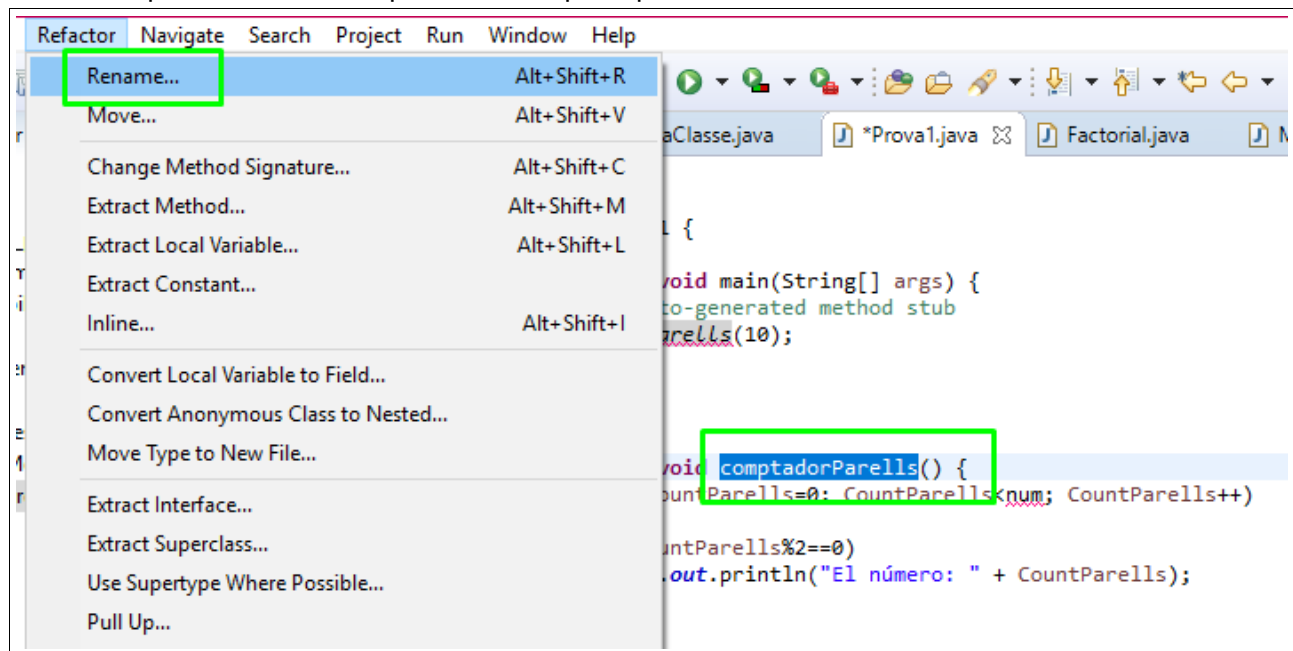 Refactor Navigate Search Project Run Window Help
Rename... Alt+Shift+R
Move... Alt+Shift+V
aClasse.java *Prova1.java Factorial.java
Change Method Signature... Alt+Shift+C
Extract Method... Alt+Shift+M
{
Extract Local Variable... Alt+Shift+L
Extract Constant...
void main(String[] args) {
to-generated method stub
Inline... Alt+Shift+I
arells(10);
Convert Local Variable to Field...
Convert Anonymous Class to Nested...
Move Type to New File...
void comptadorParells() {
ountParells=0; CountParells<num; CountParells++)
Extract Interface...
Extract Superclass...
untParells%2==0)
Use Supertype Where Possible...
.out.println("El número: " + CountParells);
Pull Up...